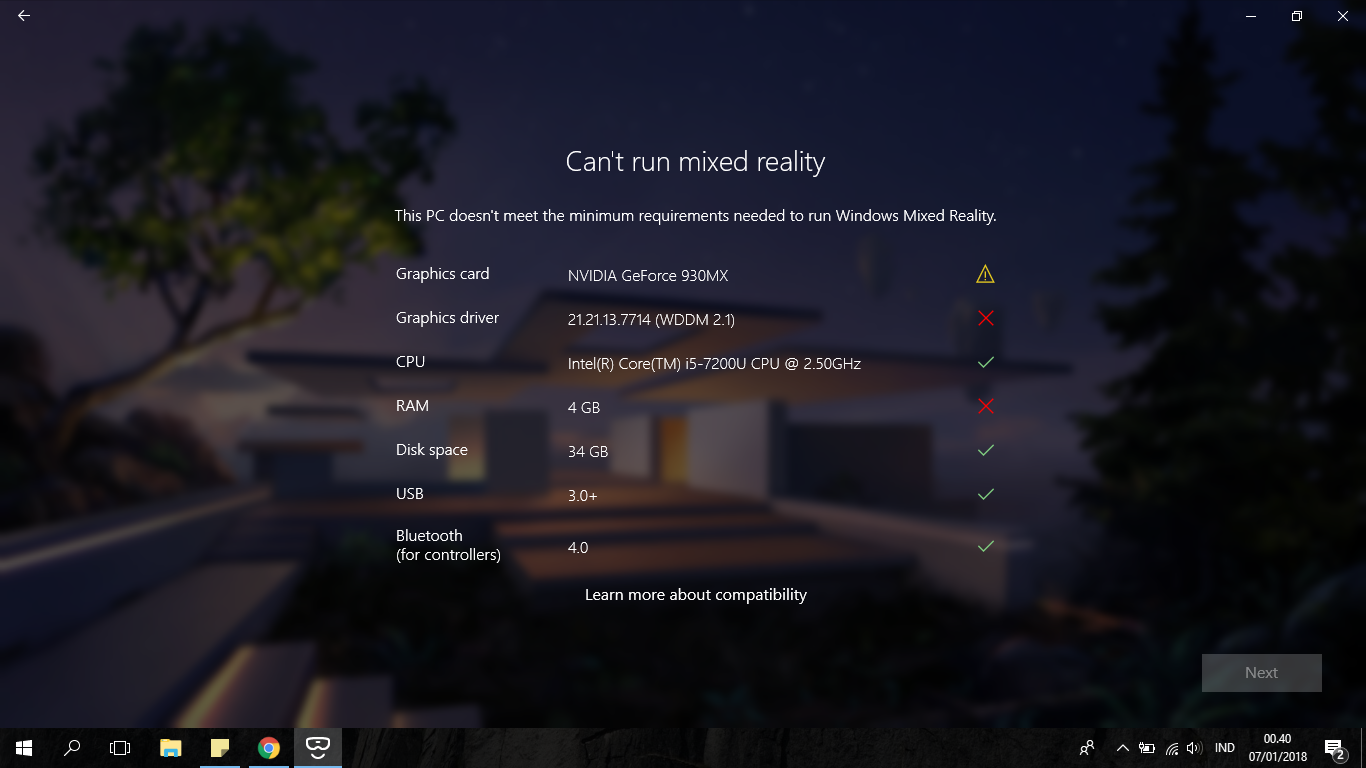 Can't run mixed reality
This PC doesn't meet the minimum requirements needed to run Windows Mixed Reality.
Graphics card NVIDIA GeForce 930MX
Graphics driver 21.21.13.7714 (WDDM 2.1)
CPU Intel(R) Core(TM) i5-7200U CPU @ 2.50GHz
RAM 4 GB
Disk space 34 GB
USB 3.0+
Bluetooth
(for controllers) 4.0
Learn more about compatibility
Next
IND
00.40
07/01/2018
2